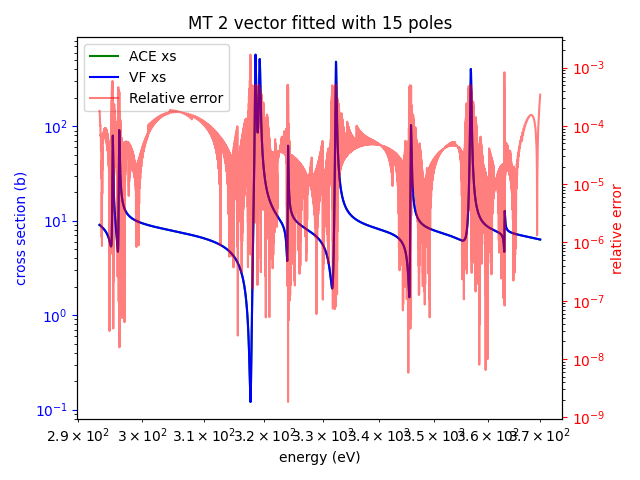 MT 2 vector fitted with 15 poles
ACE xs
VF xs
Relative error
cross section (b)
10²
10¹
10⁰
10⁻¹
relative error
10⁻³
10⁻⁴
10⁻⁵
10⁻⁶
10⁻⁷
10⁻⁸
10⁻⁹
2.9 × 10² 3 × 10² 3.1 × 10² 3.2 × 10² 3.3 × 10² 3.4 × 10² 3.5 × 10² 3.6 × 10² 3.7 × 10²
energy (eV)